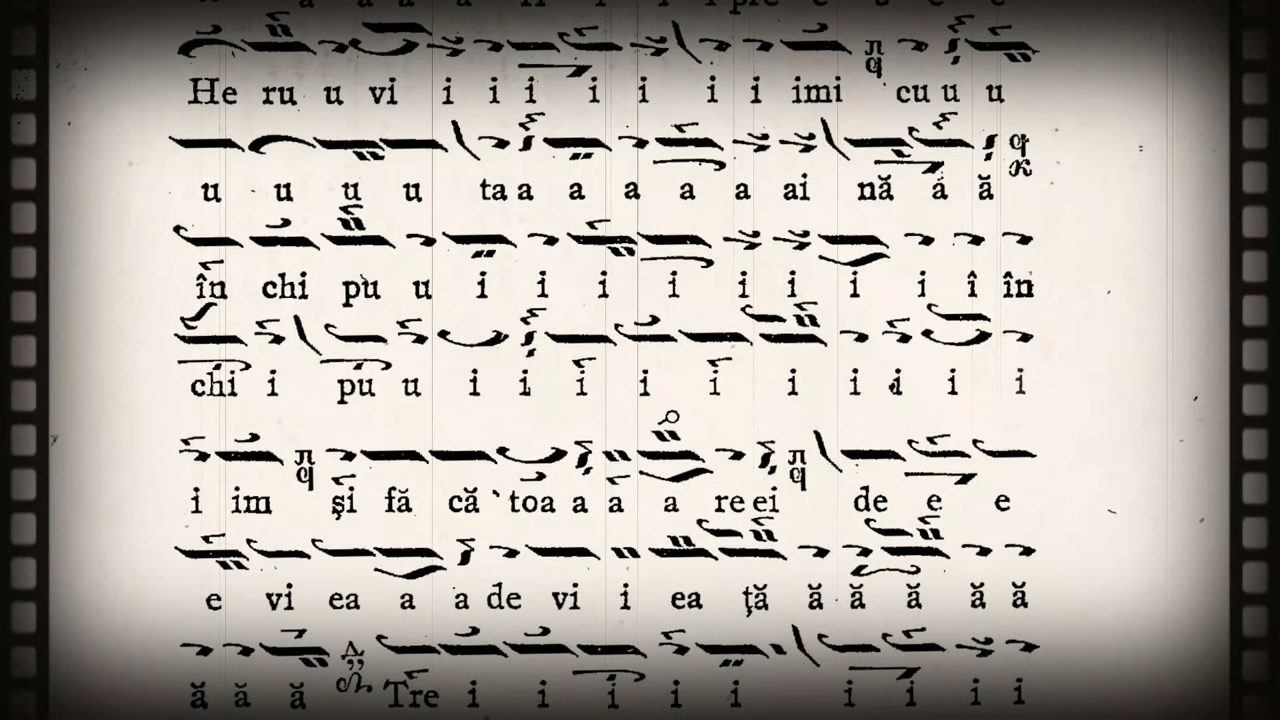 He ru u vi i i i i i i i imi cu u u
u u u u ta a a a a a ai nă ă ă
în chi pu u i i i i i i i i î în
chi i pu u i i i i i i i i i i
i im şi fă că toa a a a re ei de e e
e vi ea a a de vi i ea ţă ă ă ă ă ă
ă ă ă Tre i i i i i i i i i